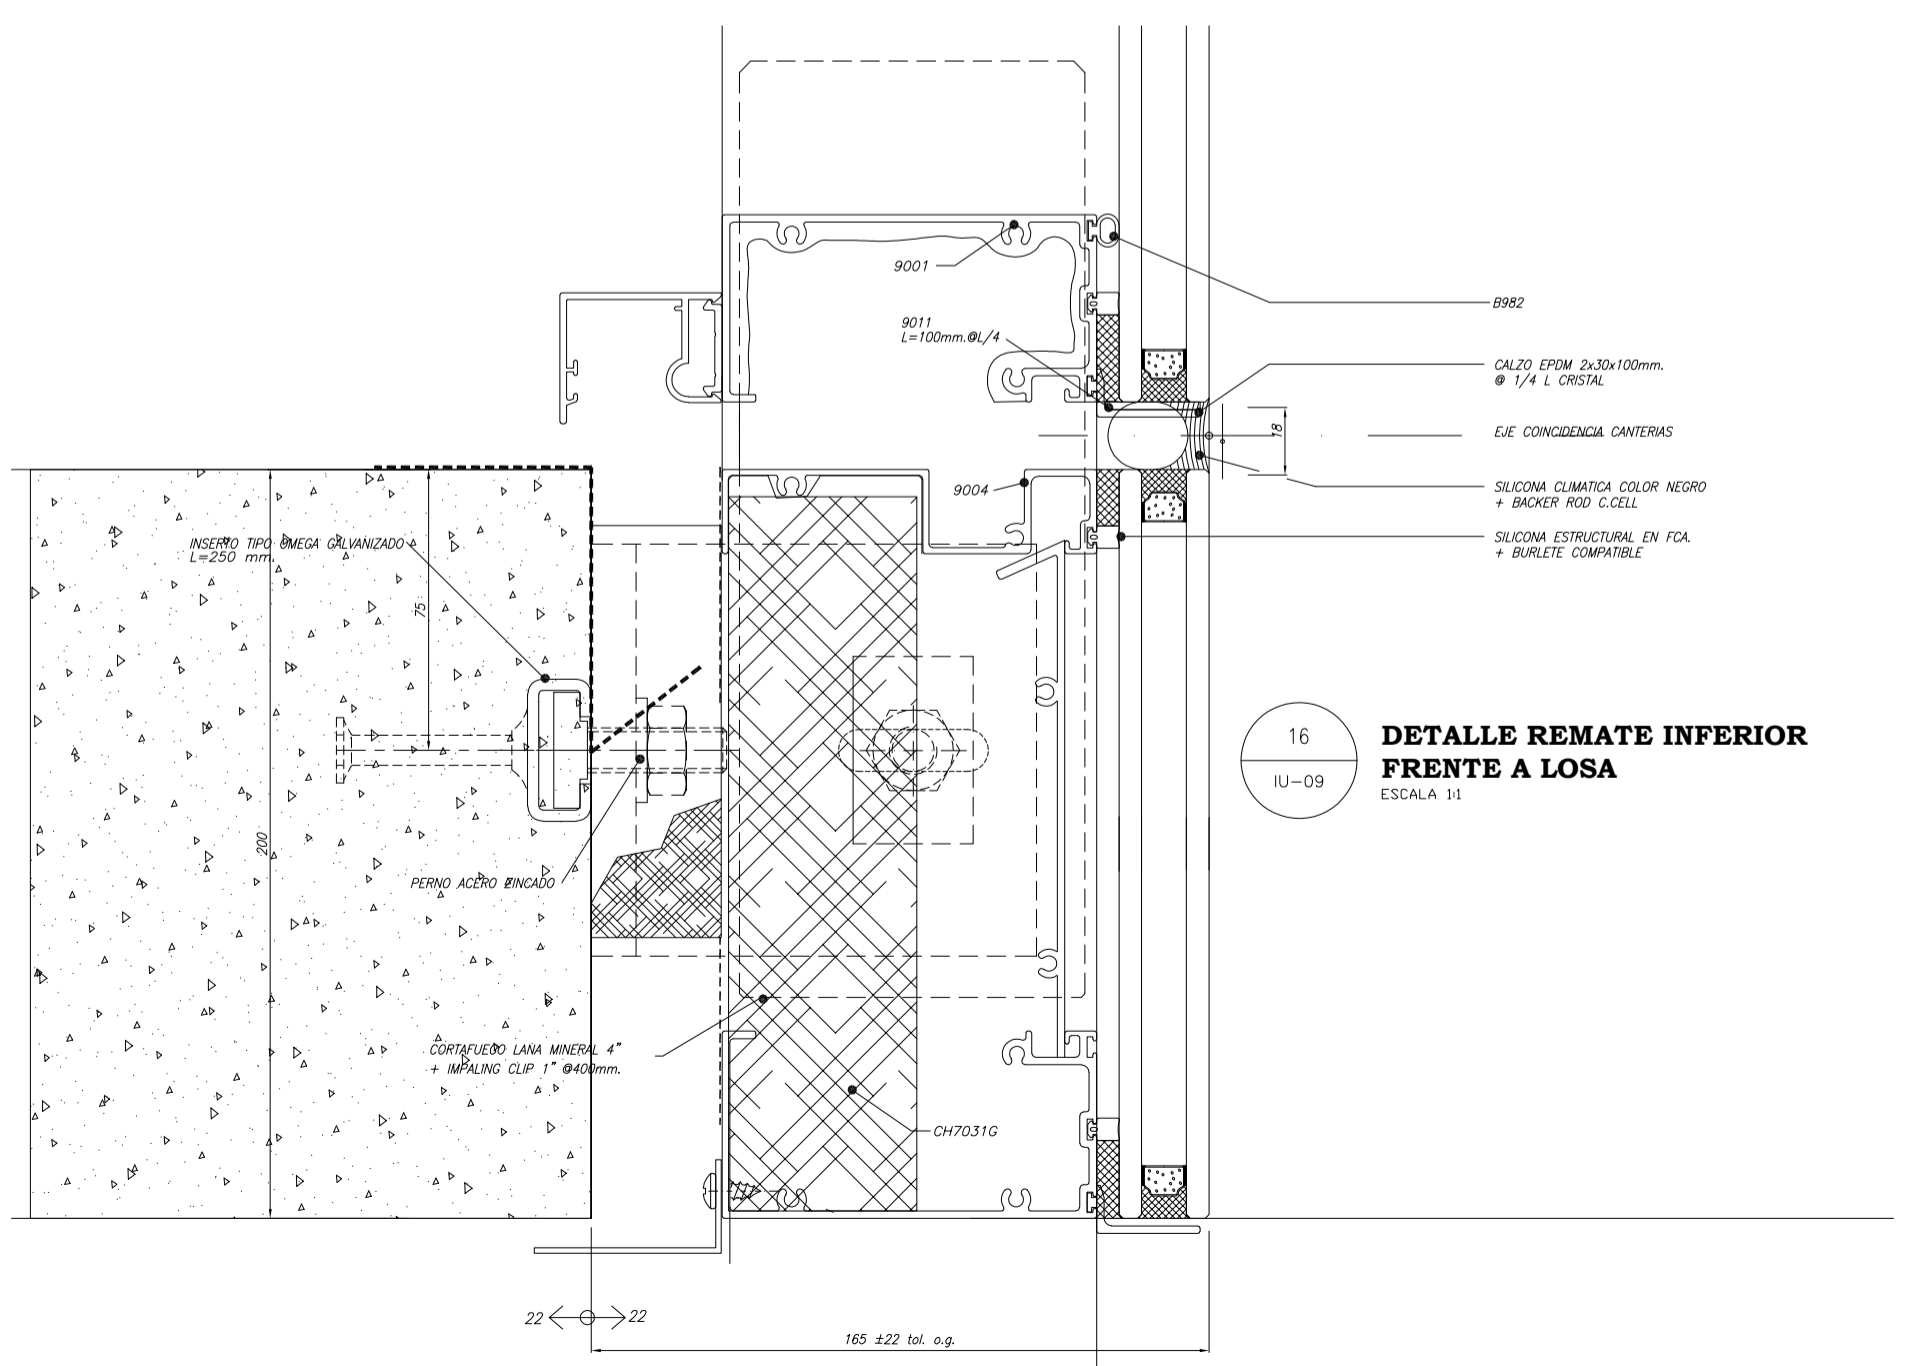 9001
B982
9011
L=100mm.@L/4
CALZO EPDM 2x30x100mm.
@ 1/4 L CRISTAL
18
EJE COINCIDENCIA CANTERIAS
9004
SILICONA CLIMATICA COLOR NEGRO
+ BACKER ROD C.CELL
SILICONA ESTRUCTURAL EN FCA.
+ BURLETE COMPATIBLE
INSERTO TIPO OMEGA GALVANIZADO
L=250 mm.
75
200
16
IU-09
DETALLE REMATE INFERIOR
FRENTE A LOSA
ESCALA 1:1
PERNO ACERO ZINCADO
CORTAFUEGO LANA MINERAL 4"
+ IMPALING CLIP 1" @400mm.
CH7031G
22
22
165 ±22 tol. o.g.